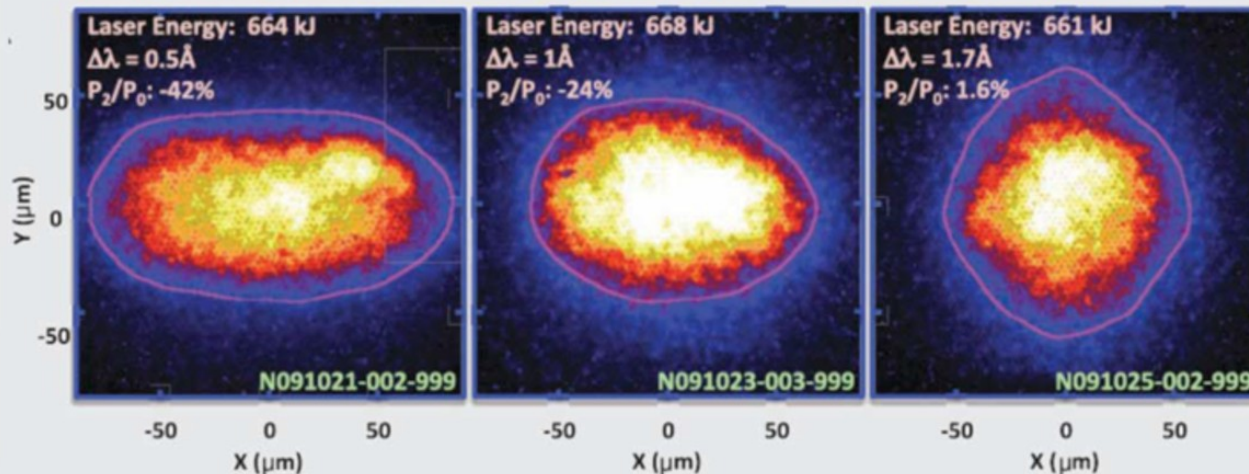 Laser Energy: 664 kJ
Δλ = 0.5Å
P₂/P₀: -42%
N091021-002-999
Laser Energy: 668 kJ
Δλ = 1Å
P₂/P₀: -24%
N091023-003-999
Laser Energy: 661 kJ
Δλ = 1.7Å
P₂/P₀: 1.6%
N091025-002-999
50
0
-50
Y (μm)
-50 0 50
X (μm)
-50 0 50
X (μm)
-50 0 50
X (μm)